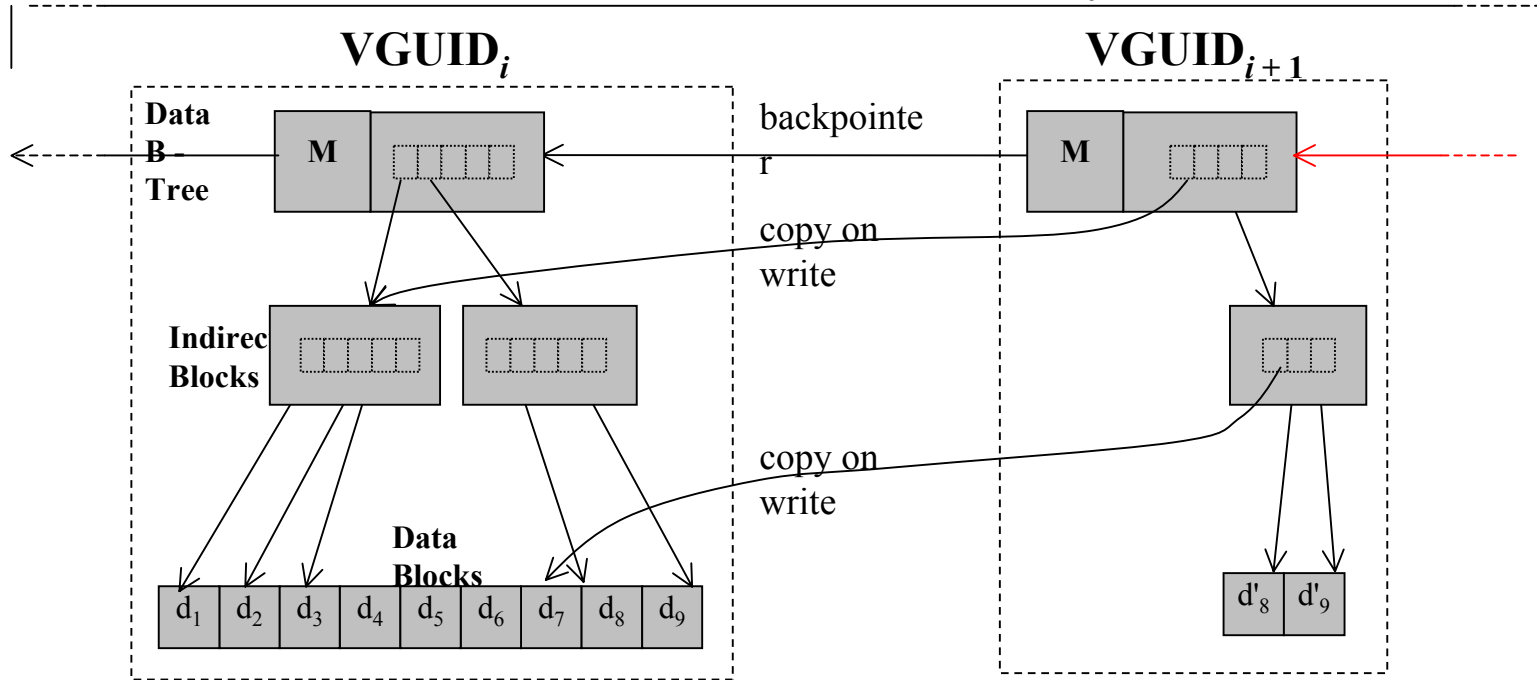 VGUIDᵢ
VGUIDᵢ₊₁
Data
B -
Tree
M
backpointe
r
M
copy on
write
Indirec
Blocks
copy on
write
Data
Blocks
d₁ d₂ d₃ d₄ d₅ d₆ d₇ d₈ d₉
d'₈ d'₉